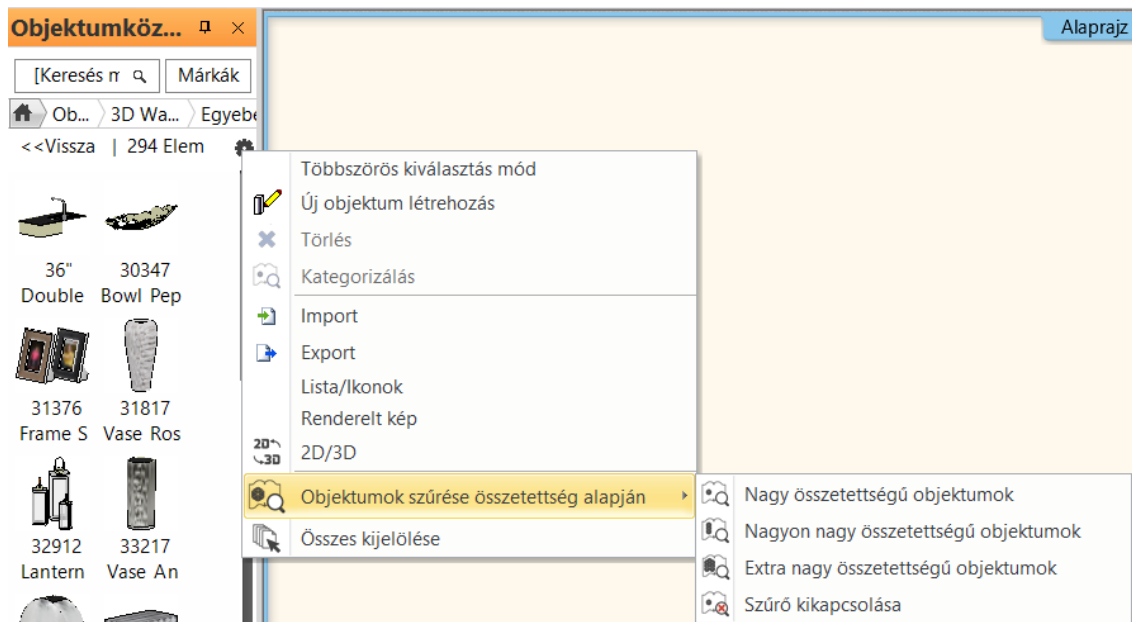 Objektumköz...
Alaprajz
[Keresés m
Márkák
Ob... 3D Wa... Egyebe
<<Vissza | 294 Elem
Többszörös kiválasztás mód
Új objektum létrehozás
Törlés
Kategorizálás
Import
Export
Lista/Ikonok
Renderelt kép
2D/3D
Objektumok szűrése összetettség alapján
Összes kijelölése
Nagy összetettségű objektumok
Nagyon nagy összetettségű objektumok
Extra nagy összetettségű objektumok
Szűrő kikapcsolása
36" 30347
Double Bowl Pep
31376 31817
Frame S Vase Ros
32912 33217
Lantern Vase An